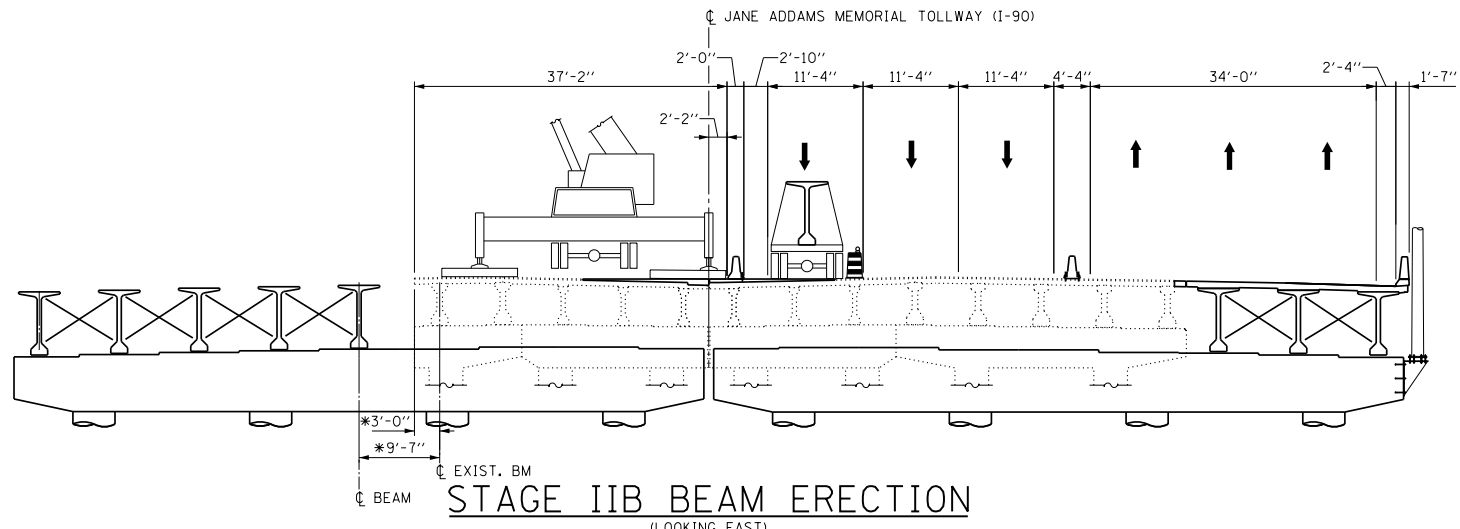 ℄ JANE ADDAMS MEMORIAL TOLLWAY (I-90)
37'-2'' 2'-0'' 2'-10'' 11'-4'' 11'-4'' 11'-4'' 4'-4'' 34'-0'' 2'-4'' 1'-7''
2'-2''
*3'-0''
*9'-7''
℄ EXIST. BM
℄ BEAM
STAGE IIB BEAM ERECTION
(LOOKING EAST)